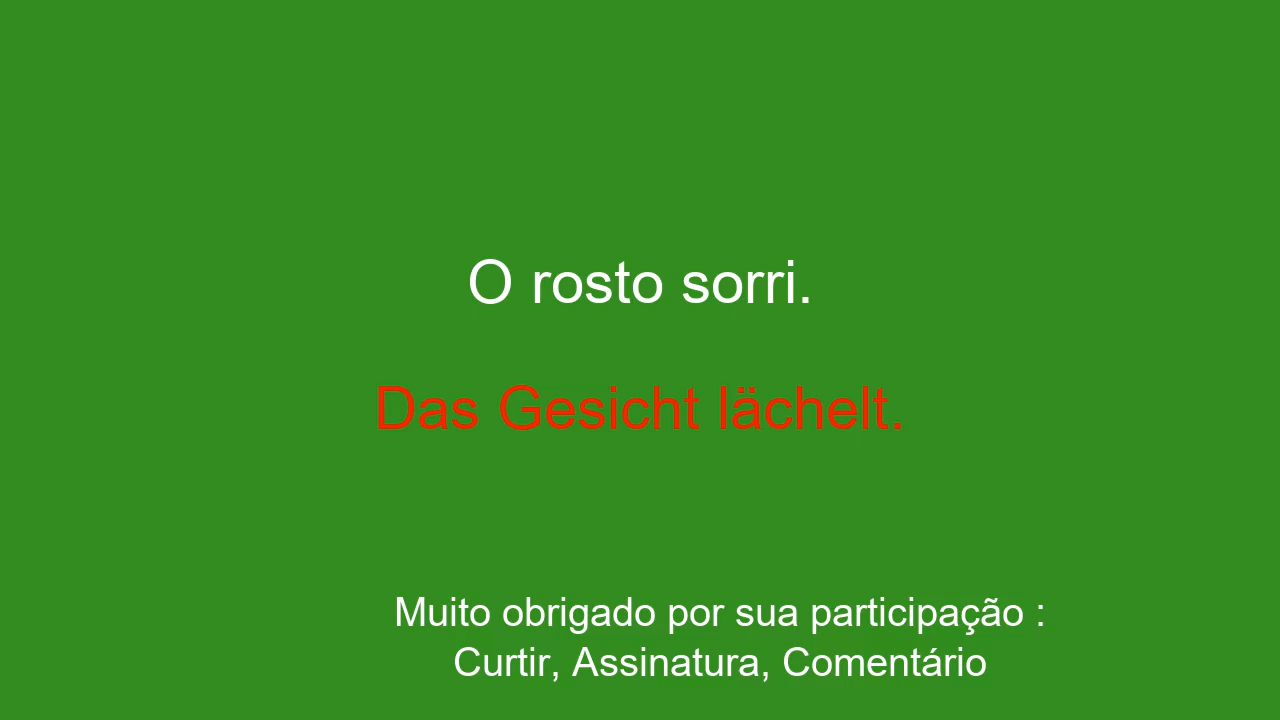 O rosto sorri.
Das Gesicht lächelt.
Muito obrigado por sua participação :
Curtir, Assinatura, Comentário